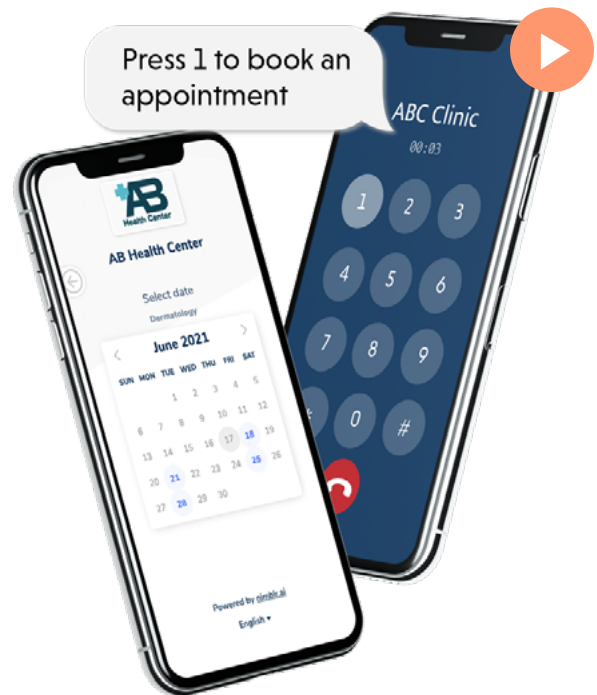 Press 1 to book an
appointment
ABC Clinic
00:03
1 2 3
4 5 6
7 8 9
* 0 #
AB
Health Center
AB Health Center
Select date
Dermatology
June 2021
SUN MON TUE WED THU FRI SAT
1 2 3 4 5
6 7 8 9 10 11 12
13 14 15 16 17 18 19
20 21 22 23 24 25 26
27 28 29 30
Powered by nimblr.ai
English